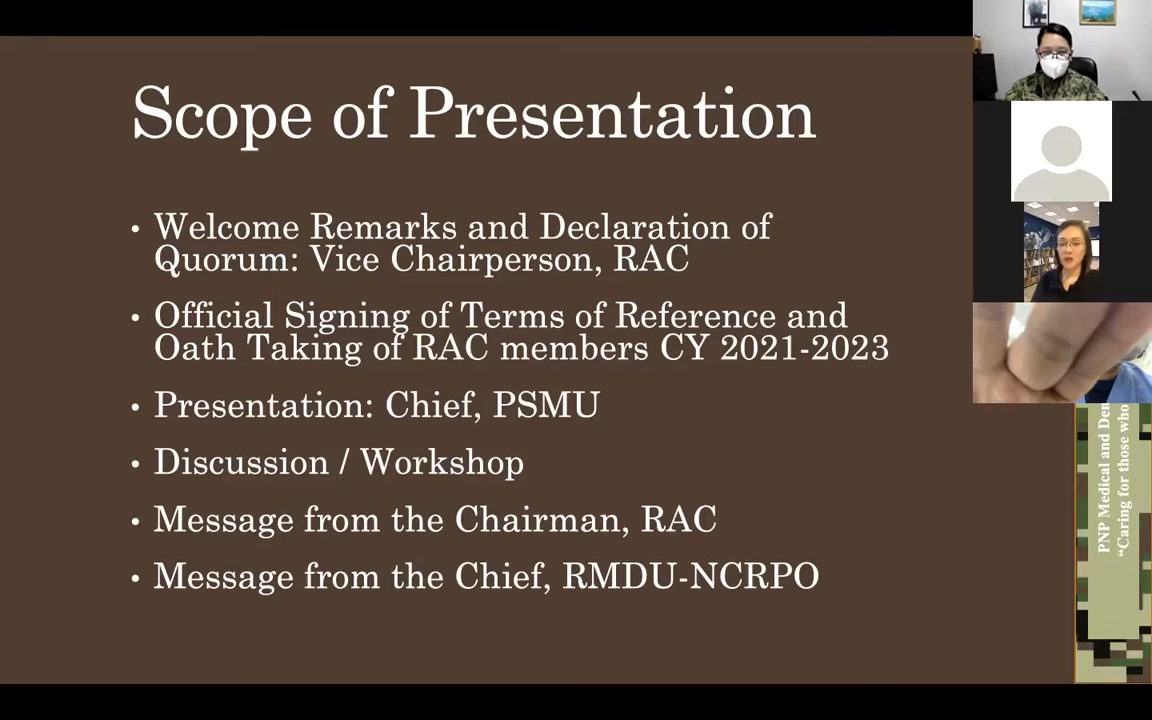 Scope of Presentation
• Welcome Remarks and Declaration of
Quorum: Vice Chairperson, RAC
• Official Signing of Terms of Reference and
Oath Taking of RAC members CY 2021-2023
• Presentation: Chief, PSMU
• Discussion / Workshop
• Message from the Chairman, RAC
• Message from the Chief, RMDU-NCRPO
PNP Medical and
“Caring for those who